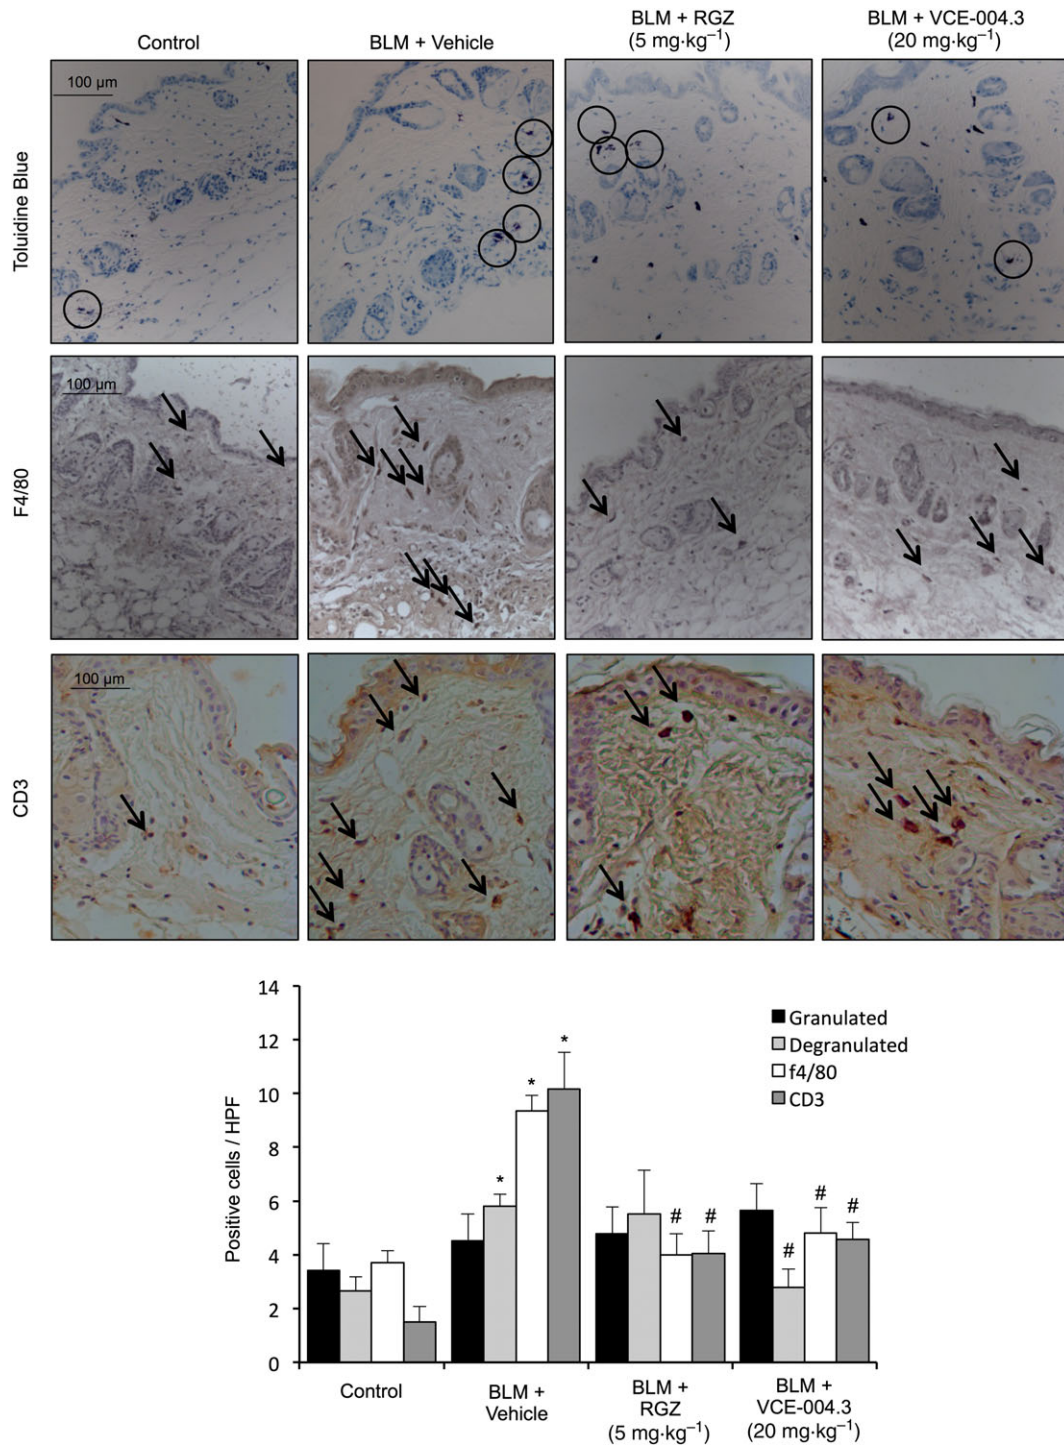 Control
BLM + Vehicle
BLM + RGZ
(5 mg·kg⁻¹)
BLM + VCE-004.3
(20 mg·kg⁻¹)
Toluidine Blue
100 µm
F4/80
100 µm
CD3
100 µm
Positive cells / HPF
14
12
10
8
6
4
2
0
Granulated
Degranulated
f4/80
CD3
*
*
*
#
#
#
#
#
Control
BLM +
Vehicle
BLM +
RGZ
(5 mg·kg⁻¹)
BLM +
VCE-004.3
(20 mg·kg⁻¹)